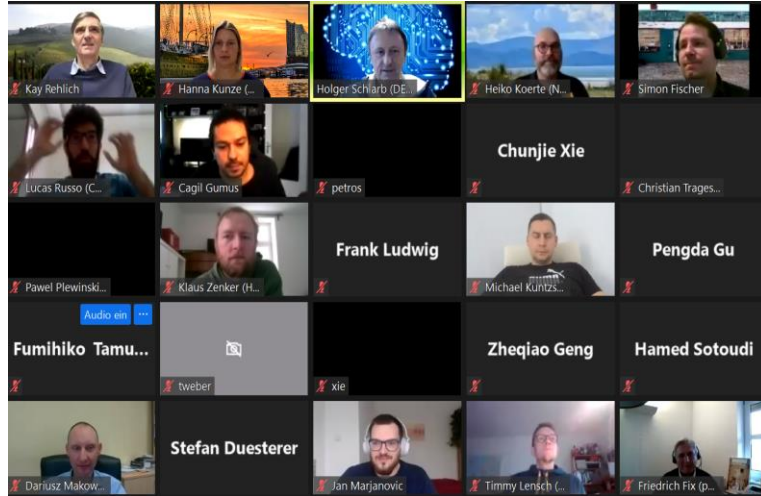 Kay Rehlich
Hanna Kunze (...
Holger Schlarb (DE...
Heiko Koerte (N...
Simon Fischer
Lucas Russo (C...
Cagil Gumus
petros
Chunjie Xie
Christian Trages...
Pawel Plewinski...
Klaus Zenker (H...
Frank Ludwig
Michael Kuntzs...
PUMA
Pengda Gu
Audio ein ...
Fumihiko Tamu...
tweber
xie
Zheqiao Geng
Hamed Sotoudi
Dariusz Makow...
Stefan Duesterer
Jan Marjanovic
Timmy Lensch (...
Friedrich Fix (p...